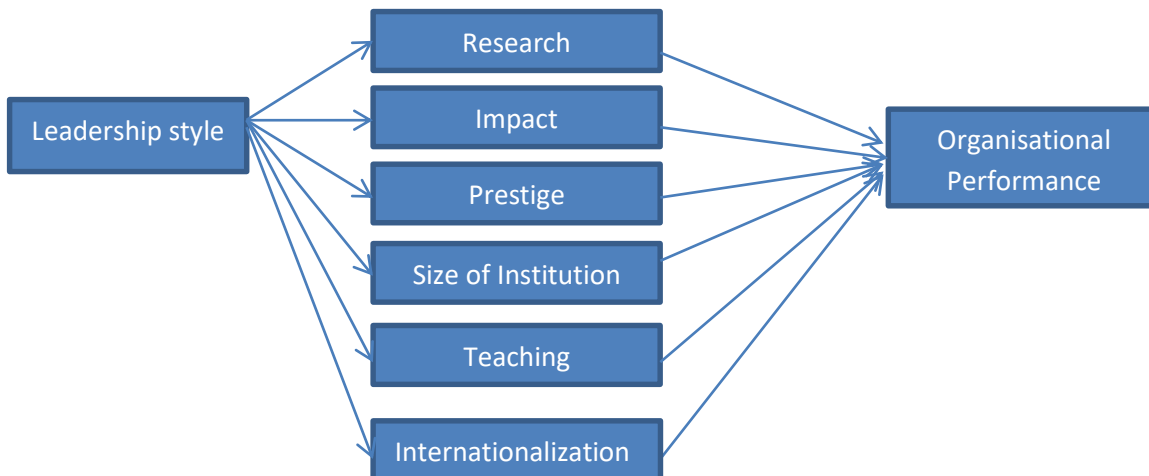 Leadership style
Research
Impact
Prestige
Size of Institution
Teaching
Internationalization
Organisational
Performance